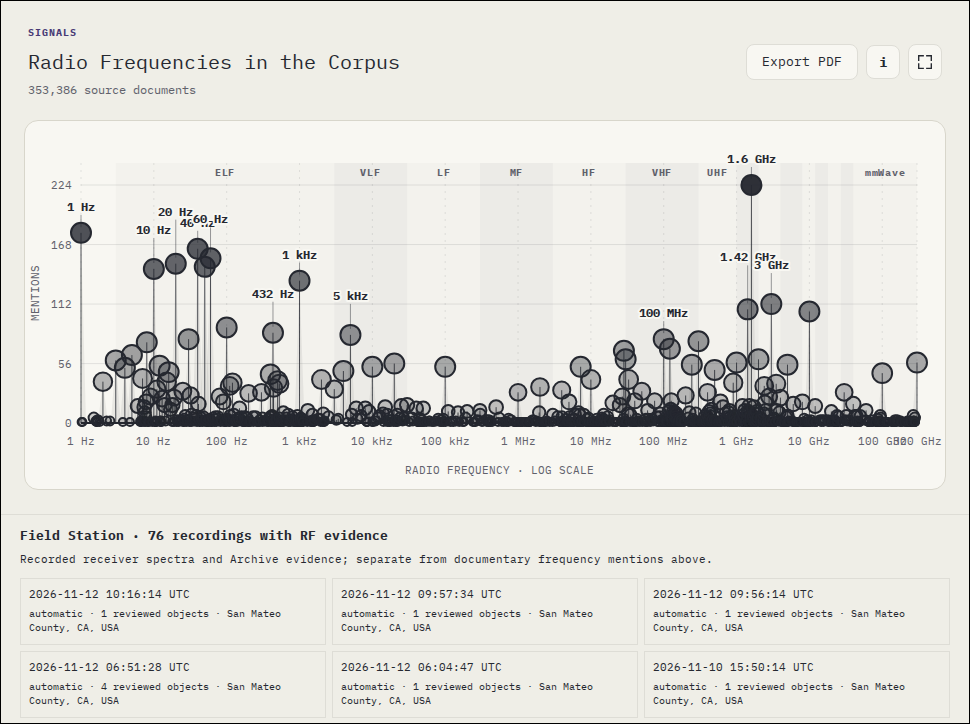 SIGNALS
Radio Frequencies in the Corpus
353,386 source documents
Export PDF
i
1.6 GHz
ELF VLF LF MF HF VHF UHF mmWave
224
1 Hz
20 Hz
60 Hz
10 Hz
168
1 kHz
1.42 GHz
3 GHz
432 Hz
5 kHz
112
100 MHz
MENTIONS
56
0
1 Hz 10 Hz 100 Hz 1 kHz 10 kHz 100 kHz 1 MHz 10 MHz 100 MHz 1 GHz 10 GHz 100 GHz
RADIO FREQUENCY · LOG SCALE
Field Station · 76 recordings with RF evidence
Recorded receiver spectra and Archive evidence; separate from documentary frequency mentions above.
2026-11-12 10:16:14 UTC
automatic · 1 reviewed objects · San Mateo
County, CA, USA
2026-11-12 09:57:34 UTC
automatic · 1 reviewed objects · San Mateo
County, CA, USA
2026-11-12 09:56:14 UTC
automatic · 1 reviewed objects · San Mateo
County, CA, USA
2026-11-12 06:51:28 UTC
automatic · 4 reviewed objects · San Mateo
County, CA, USA
2026-11-12 06:04:47 UTC
automatic · 1 reviewed objects · San Mateo
County, CA, USA
2026-11-10 15:50:14 UTC
automatic · 1 reviewed objects · San Mateo
County, CA, USA